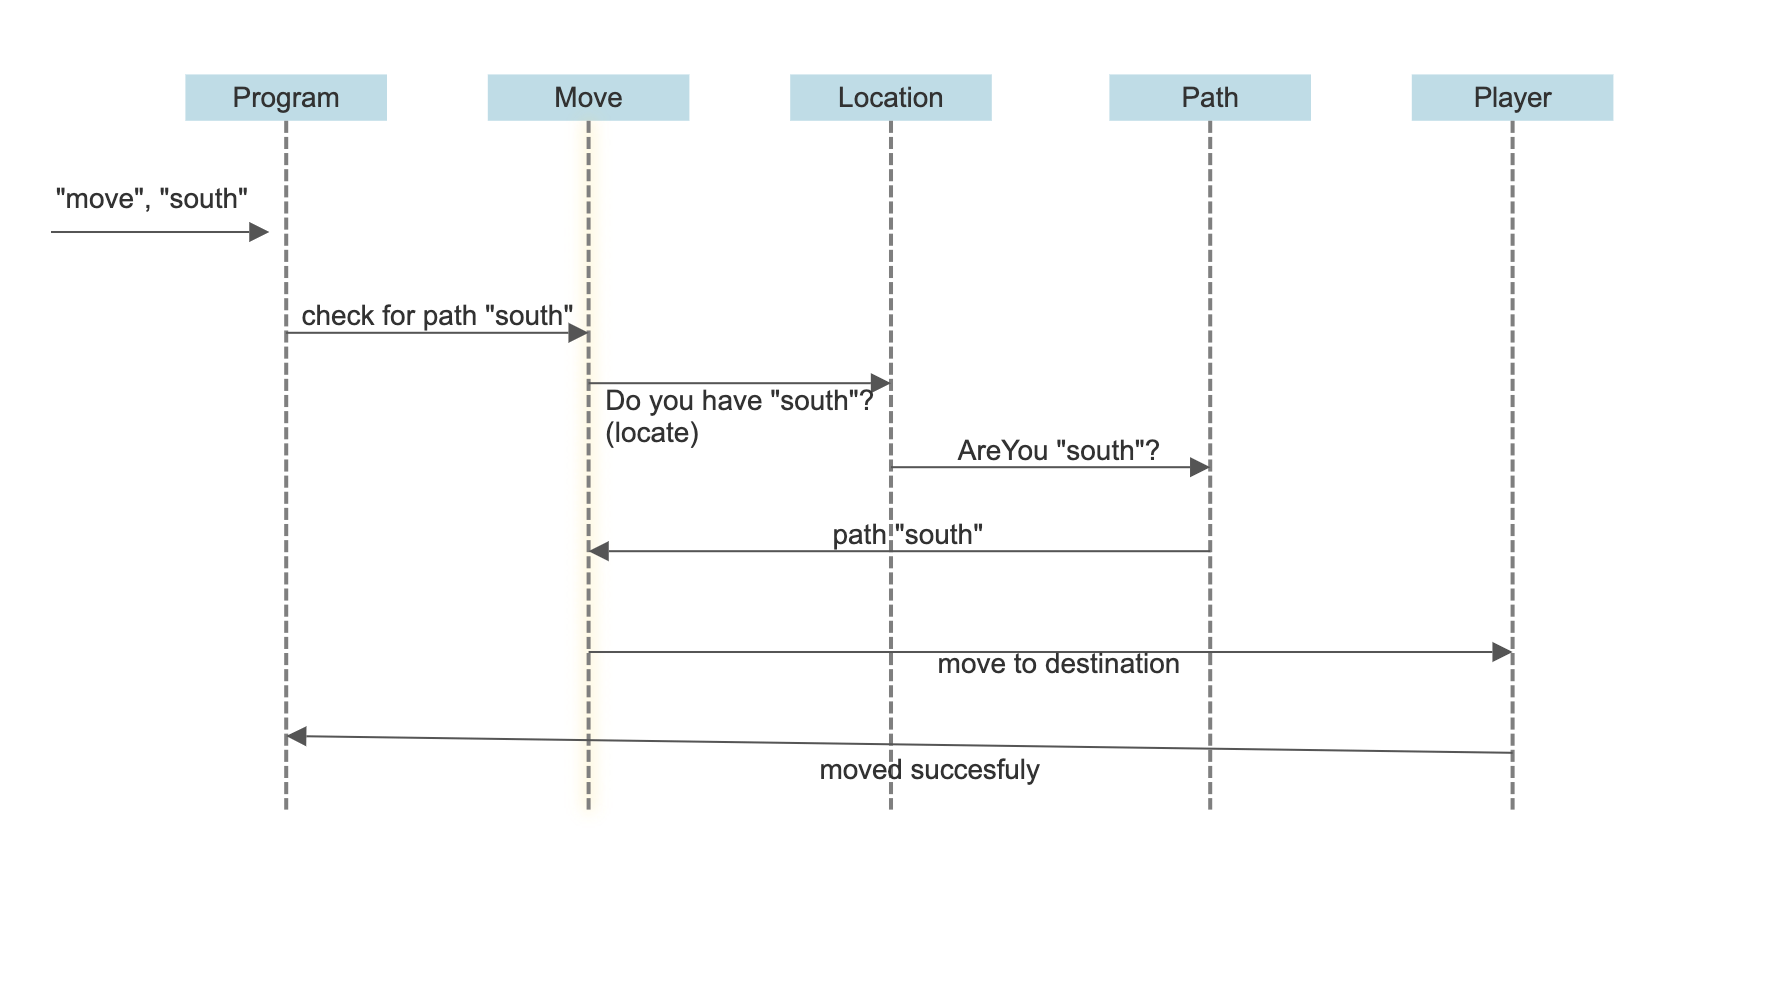 Program
Move
Location
Path
Player
"move", "south"
check for path "south"
Do you have "south"?
(locate)
AreYou "south"?
path "south"
move to destination
moved succesfuly